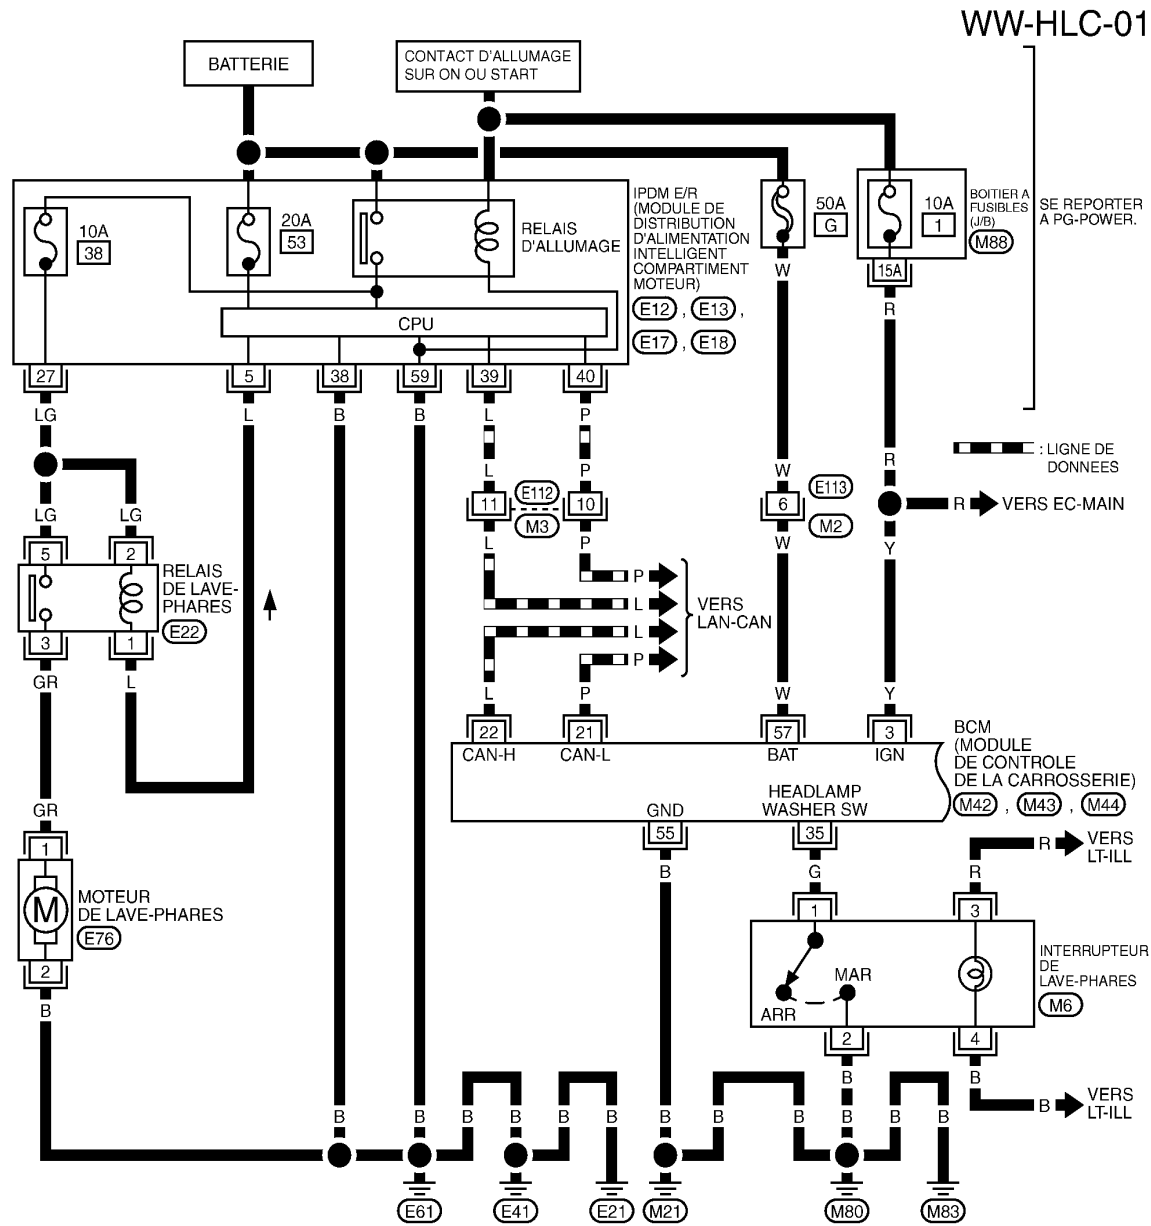 WW-HLC-01
BATTERIE
CONTACT D'ALLUMAGE
SUR ON OU START
10A
38
20A
53
RELAIS
D'ALLUMAGE
CPU
IPDM E/R
(MODULE DE
DISTRIBUTION
D'ALIMENTATION
INTELLIGENT
COMPARTIMENT
MOTEUR)
E12 , E13 ,
E17 , E18
50A
G
10A
1
BOITIER A
FUSIBLES
(J/B)
M88
SE REPORTER
A PG-POWER.
15A
W
R
27
5
38
59
39
40
LG
L
B
B
L
P
: LIGNE DE
DONNEES
L
P
W
R
11
E112
M3
10
6
E113
M2
R
VERS EC-MAIN
LG
LG
L
P
W
Y
5
2
RELAIS
DE LAVE-
PHARES
E22
3
1
P
L
L
P
VERS
LAN-CAN
GR
L
L
P
W
Y
22
21
57
3
CAN-H
CAN-L
BAT
IGN
BCM
(MODULE
DE CONTROLE
DE LA CARROSSERIE)
M42 , M43 , M44
GND
HEADLAMP
WASHER SW
55
35
GR
1
M
MOTEUR
DE LAVE-PHARES
E76
2
B
B
G
R
VERS
LT-ILL
R
1
3
MAR
ARR
INTERRUPTEUR
DE
LAVE-PHARES
M6
2
4
B
B
B
VERS
LT-ILL
B
B
B
B
B
B
B
B
B
B
B
B
E61
E41
E21
M21
M80
M83